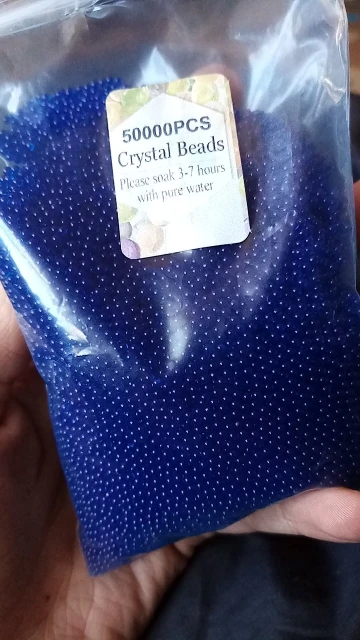 50000PCS
Crystal Beads
Please soak 3-7 hours
with pure water